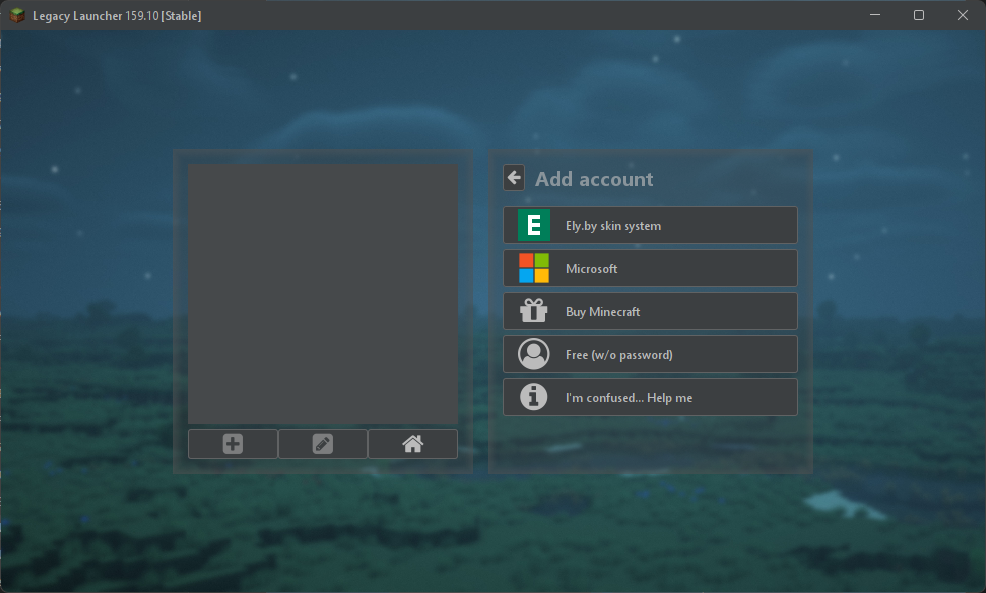 Legacy Launcher 159.10 [Stable]
Add account
E
Ely.by skin system
Microsoft
Buy Minecraft
Free (w/o password)
I'm confused... Help me